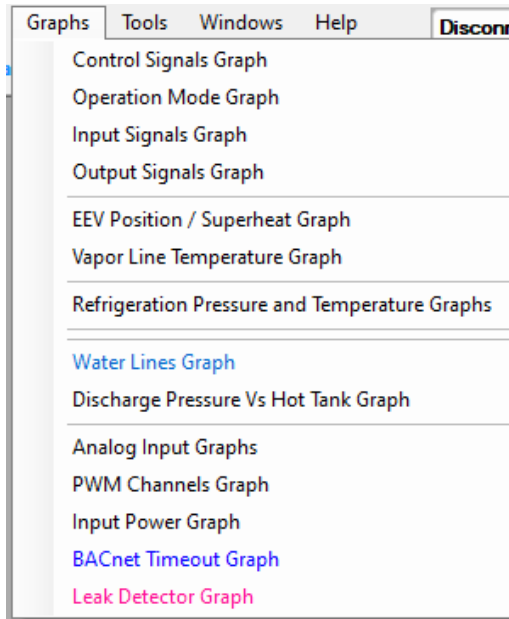 Graphs Tools Windows Help Disconn
Control Signals Graph
Operation Mode Graph
Input Signals Graph
Output Signals Graph
EEV Position / Superheat Graph
Vapor Line Temperature Graph
Refrigeration Pressure and Temperature Graphs
Water Lines Graph
Discharge Pressure Vs Hot Tank Graph
Analog Input Graphs
PWM Channels Graph
Input Power Graph
BACnet Timeout Graph
Leak Detector Graph